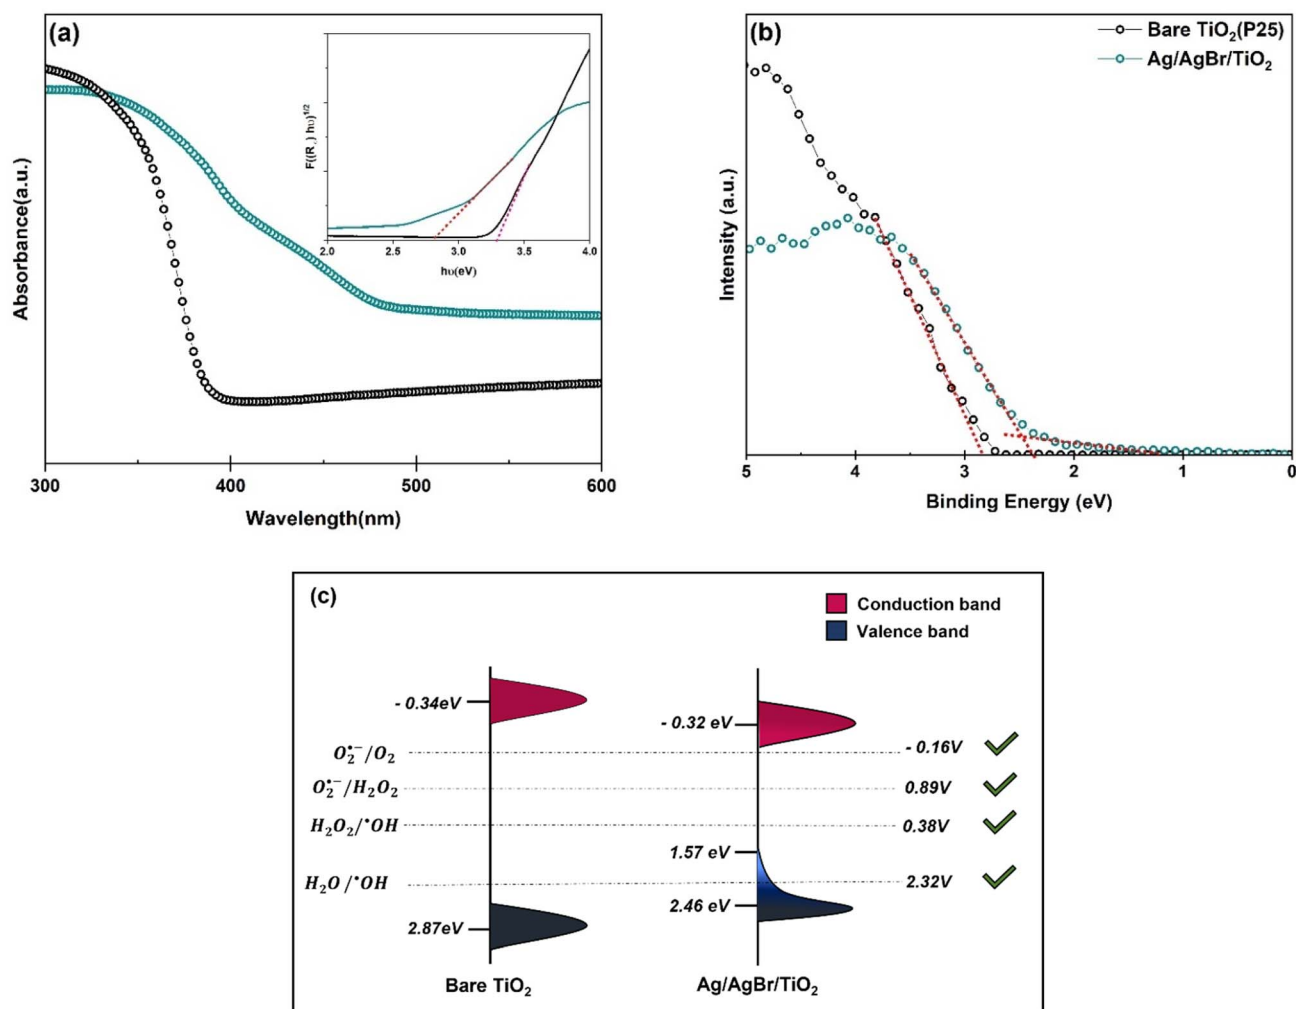 (a)
Absorbance(a.u.)
300
400
500
600
Wavelength(nm)
2.0
2.5
3.0
3.5
4.0
hυ(eV)
(b)
Bare TiO₂(P25)
Ag/AgBr/TiO₂
Intensity (a.u.)
5
4
3
2
1
0
Binding Energy (eV)
(c)
Conduction band
Valence band
- 0.34eV
- 0.32 eV
O₂•⁻/O₂
- 0.16V
O₂•⁻/H₂O₂
0.89V
H₂O₂/•OH
0.38V
1.57 eV
H₂O/•OH
2.32V
2.46 eV
2.87eV
Bare TiO₂
Ag/AgBr/TiO₂